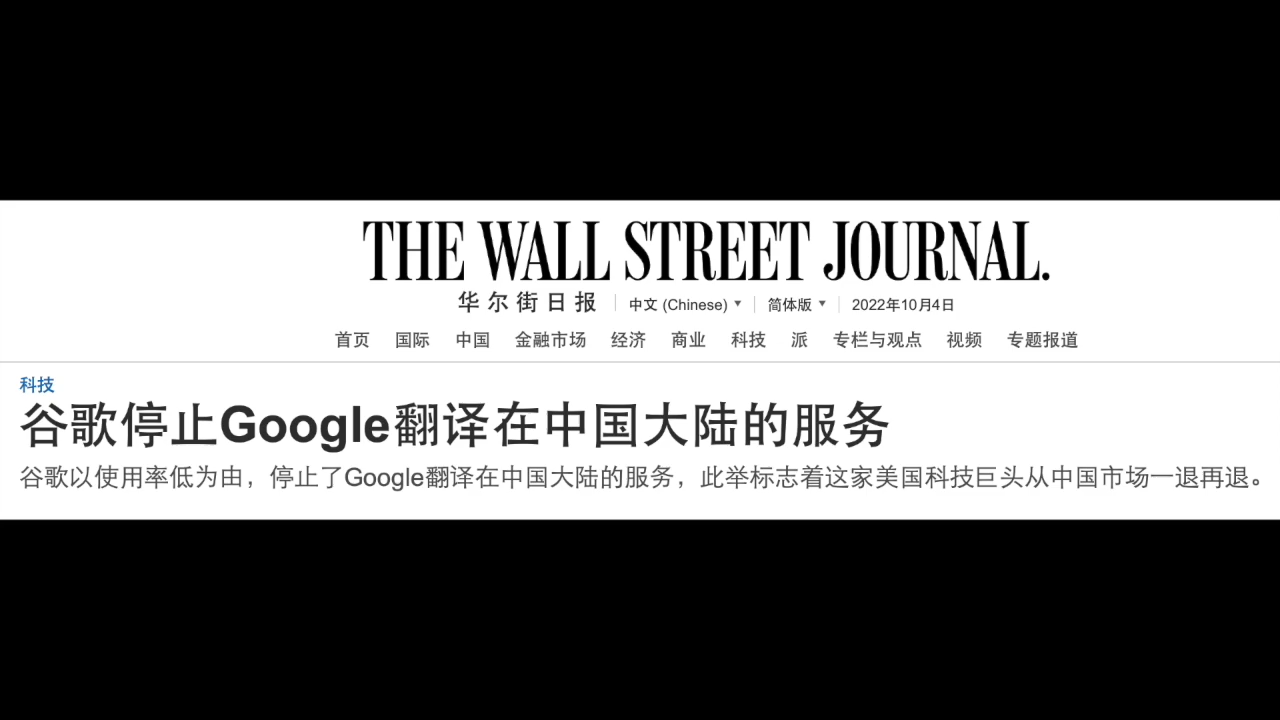 THE WALL STREET JOURNAL.
华尔街日报 中文 (Chinese) 简体版 2022年10月4日
首页 国际 中国 金融市场 经济 商业 科技 派 专栏与观点 视频 专题报道
科技
谷歌停止Google翻译在中国大陆的服务
谷歌以使用率低为由，停止了Google翻译在中国大陆的服务，此举标志着这家美国科技巨头从中国市场一退再退。